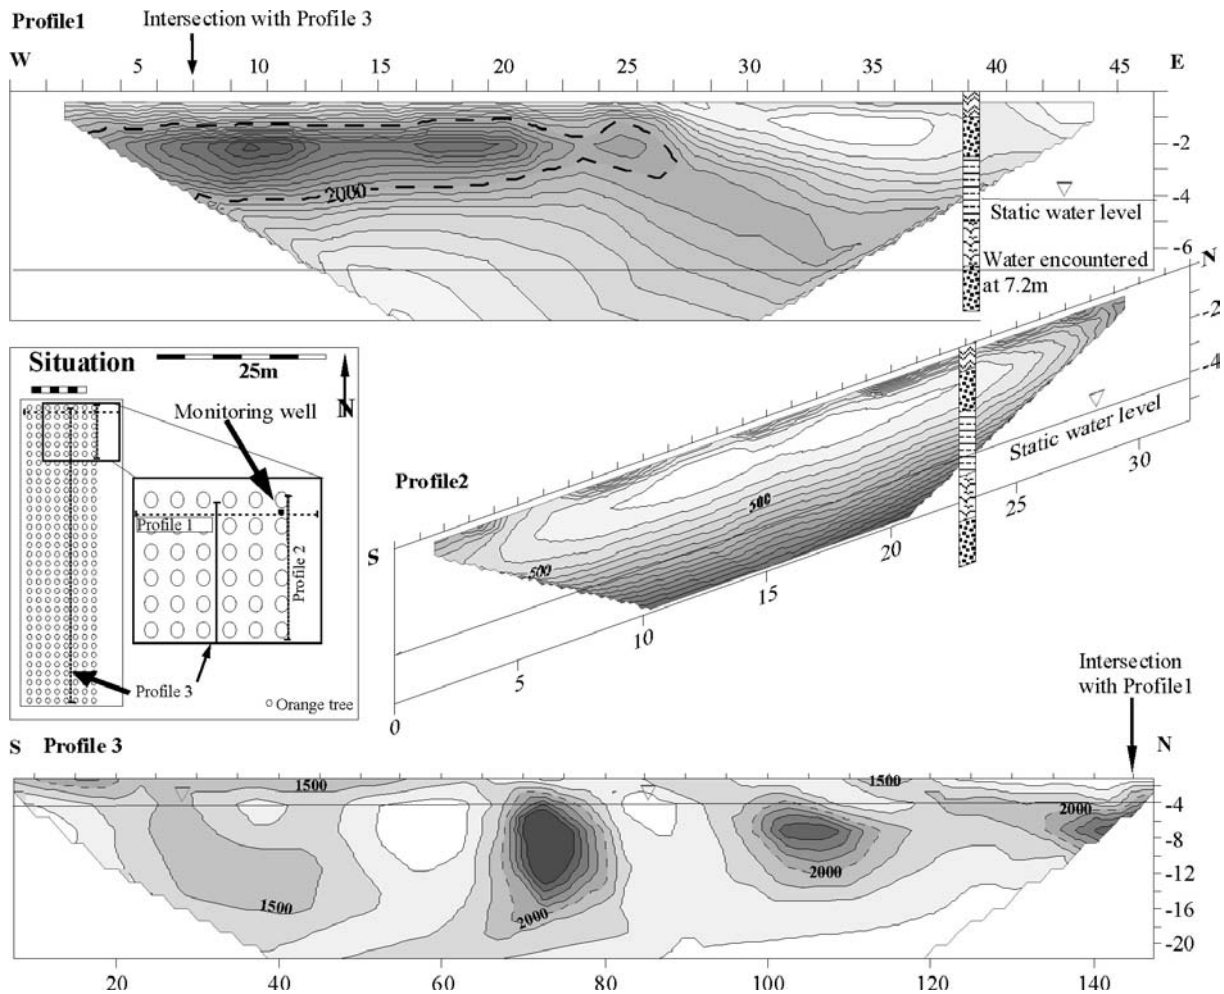 Profile1
Intersection with Profile 3
W 5 10 15 20 25 30 35 40 45 E
-2
2000
-4
Static water level
-6
Water encountered
at 7.2m
N
-2
-4
Situation
25m
N
Monitoring well
Profile 1
Profile 2
Profile 3
Orange tree
Profile2
S
500
500
Static water level
0 5 10 15 20 25 30
Intersection
with Profile1
S Profile 3 N
1500
1500
2000
-4
-8
2000
-12
1500
2000
-16
-20
20 40 60 80 100 120 140